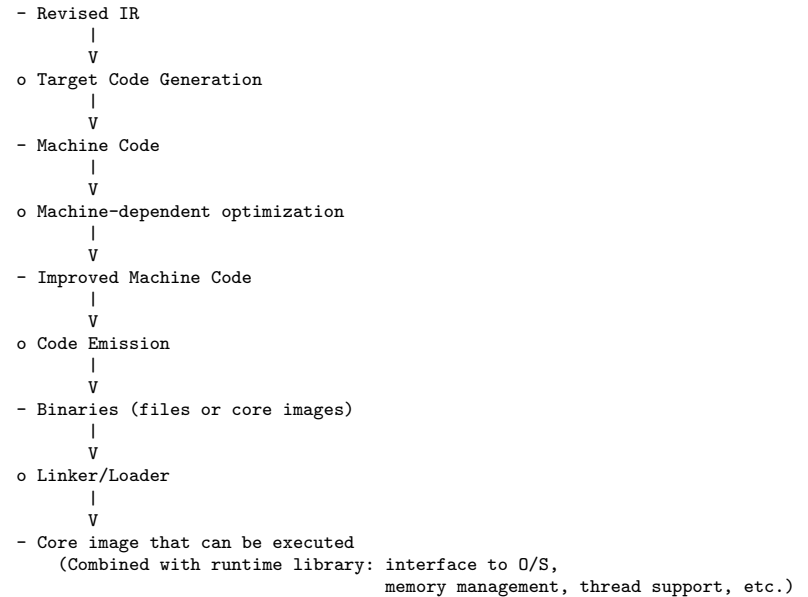 - Revised IR
|
V
o Target Code Generation
|
V
- Machine Code
|
V
o Machine-dependent optimization
|
V
- Improved Machine Code
|
V
o Code Emission
|
V
- Binaries (files or core images)
|
V
o Linker/Loader
|
V
- Core image that can be executed
(Combined with runtime library: interface to O/S,
memory management, thread support, etc.)